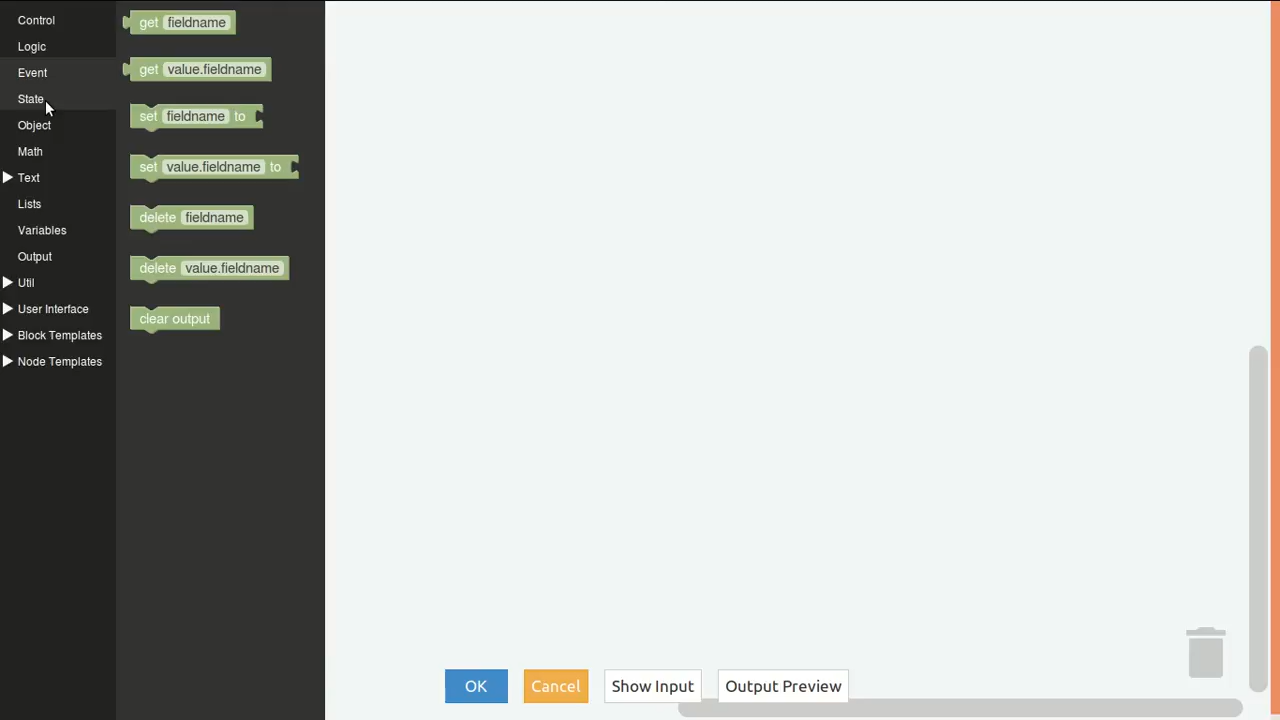 Control
Logic
Event
State
Object
Math
Text
Lists
Variables
Output
Util
User Interface
Block Templates
Node Templates
get fieldname
get value.fieldname
set fieldname to
set value.fieldname to
delete fieldname
delete value.fieldname
clear output
OK Cancel Show Input Output Preview